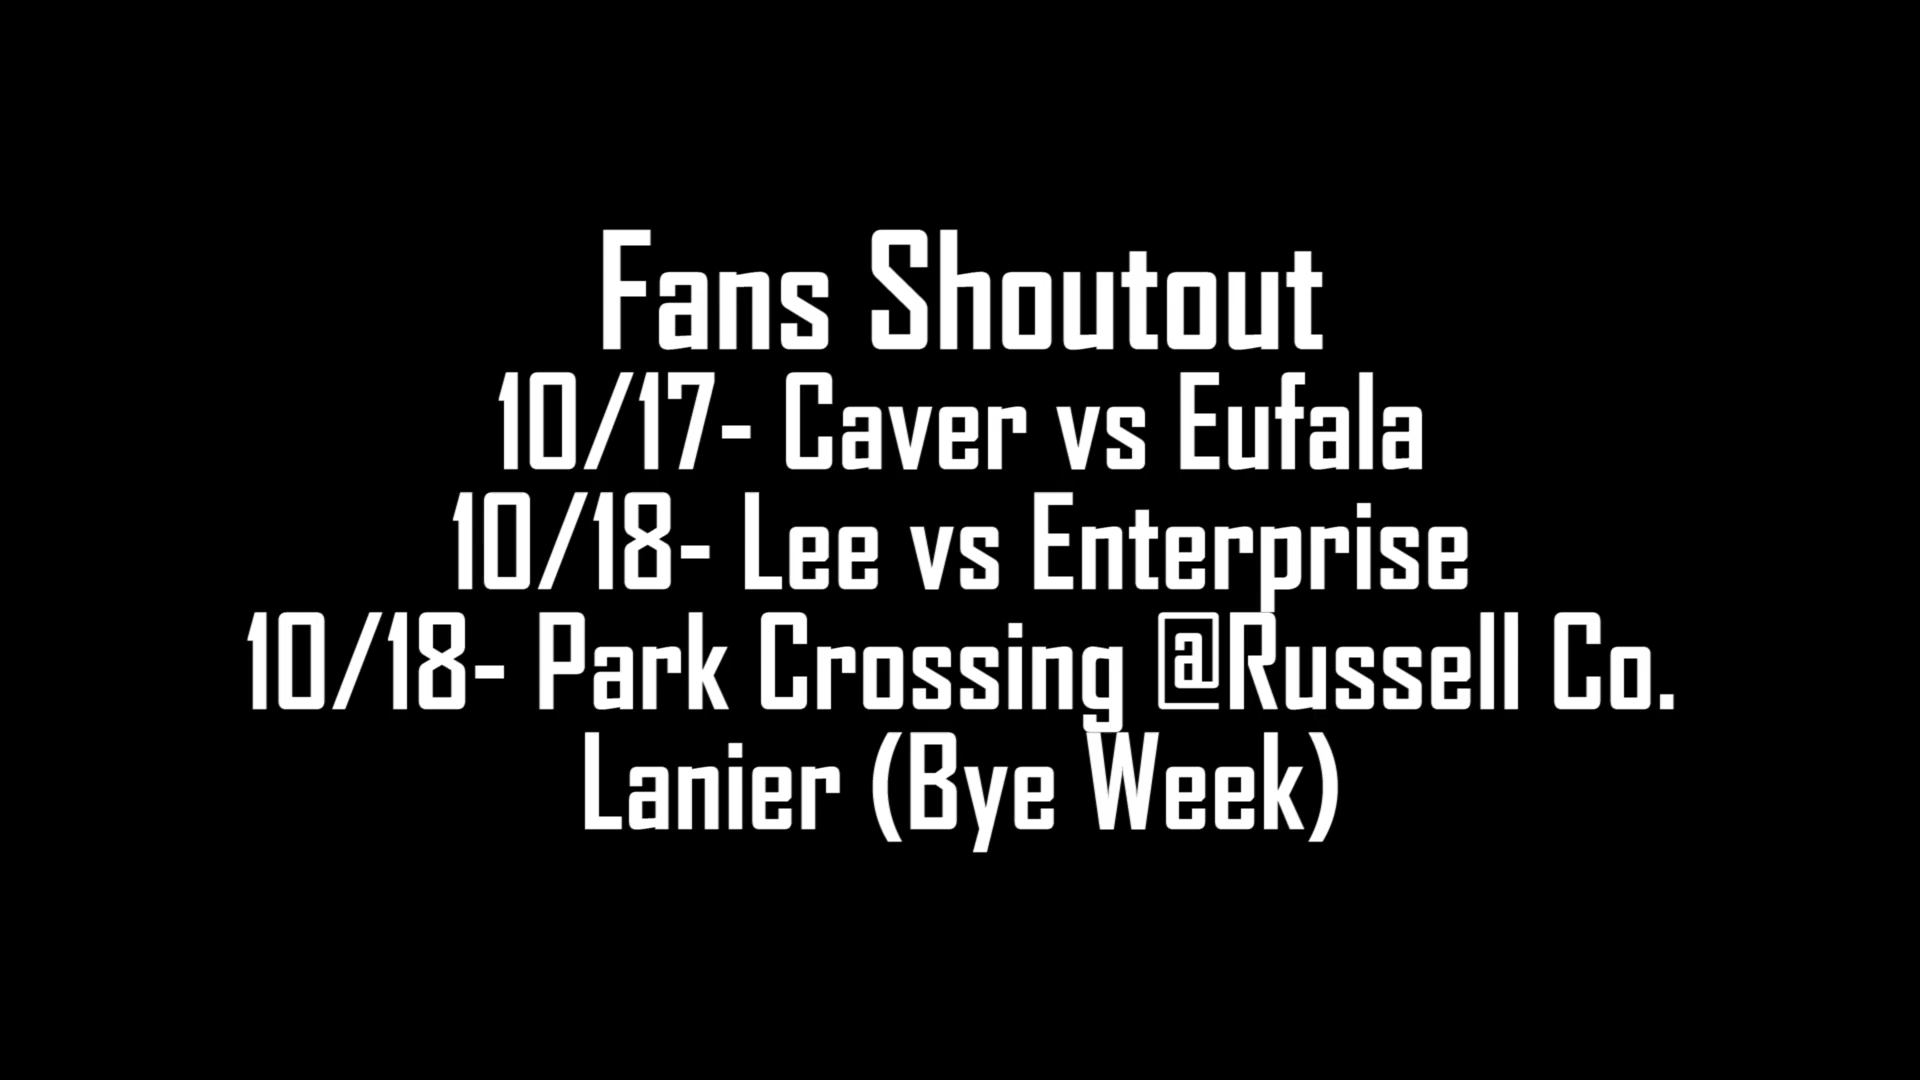 Fans Shoutout
10/17- Caver vs Eufala
10/18- Lee vs Enterprise
10/18- Park Crossing @Russell Co.
Lanier (Bye Week)